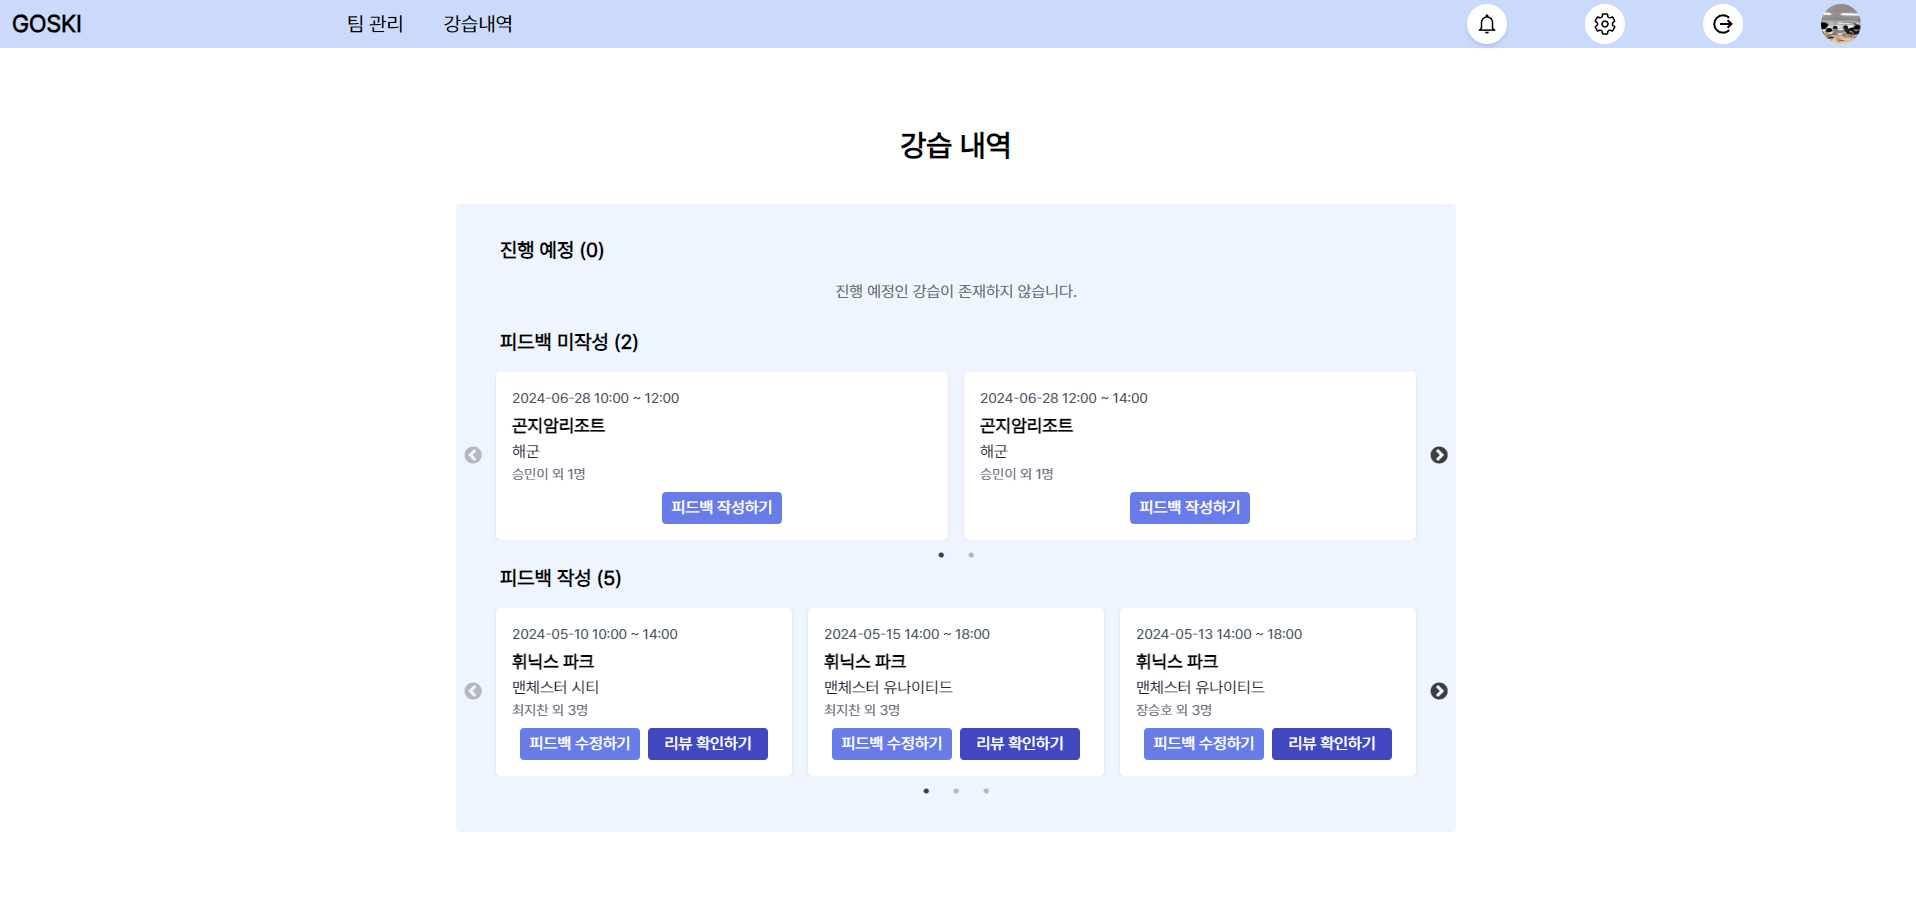 GOSKI 팀 관리 강습내역
강습 내역
진행 예정 (0)
진행 예정인 강습이 존재하지 않습니다.
피드백 미작성 (2)
2024-06-28 10:00 ~ 12:00
곤지암리조트
해군
승민이 외 1명
피드백 작성하기
2024-06-28 12:00 ~ 14:00
곤지암리조트
해군
승민이 외 1명
피드백 작성하기
피드백 작성 (5)
2024-05-10 10:00 ~ 14:00
휘닉스 파크
맨체스터 시티
최지찬 외 3명
피드백 수정하기 리뷰 확인하기
2024-05-15 14:00 ~ 18:00
휘닉스 파크
맨체스터 유나이티드
최지찬 외 3명
피드백 수정하기 리뷰 확인하기
2024-05-13 14:00 ~ 18:00
휘닉스 파크
맨체스터 유나이티드
장승호 외 3명
피드백 수정하기 리뷰 확인하기